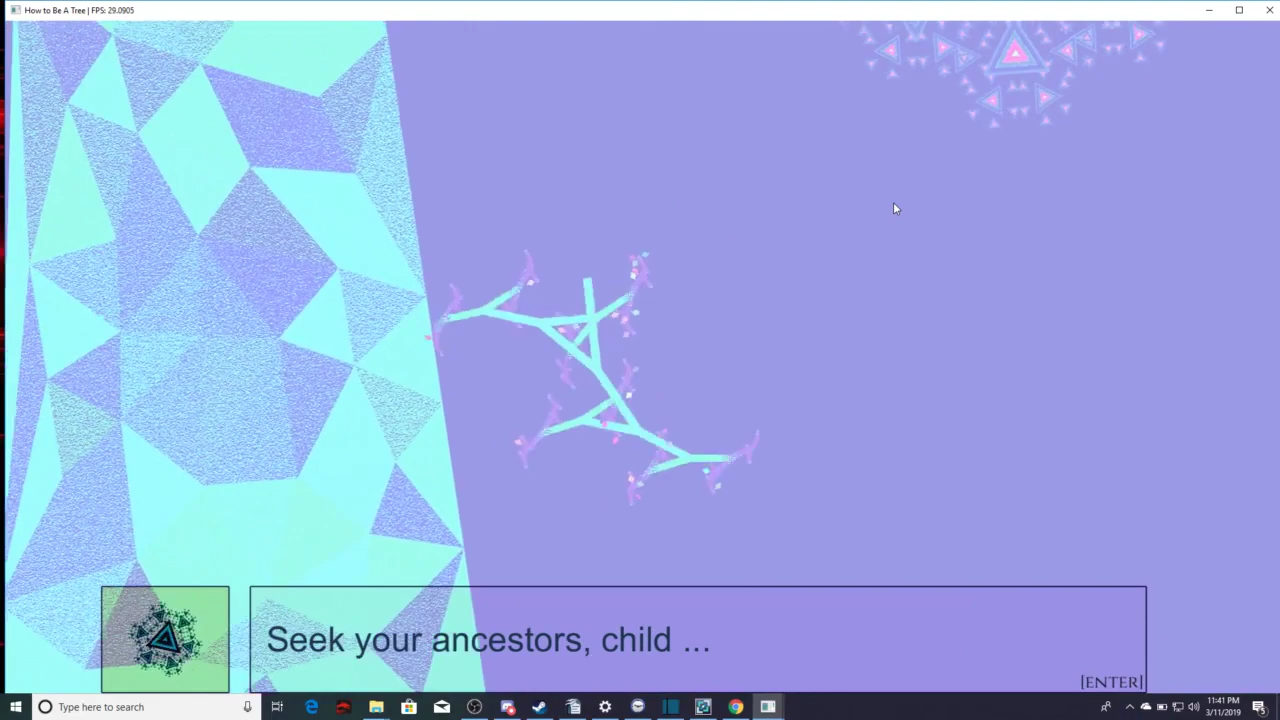 How to Be A Tree | FPS: 29.0905
Seek your ancestors, child ...
[ENTER]
Type here to search
11:41 PM
3/11/2019